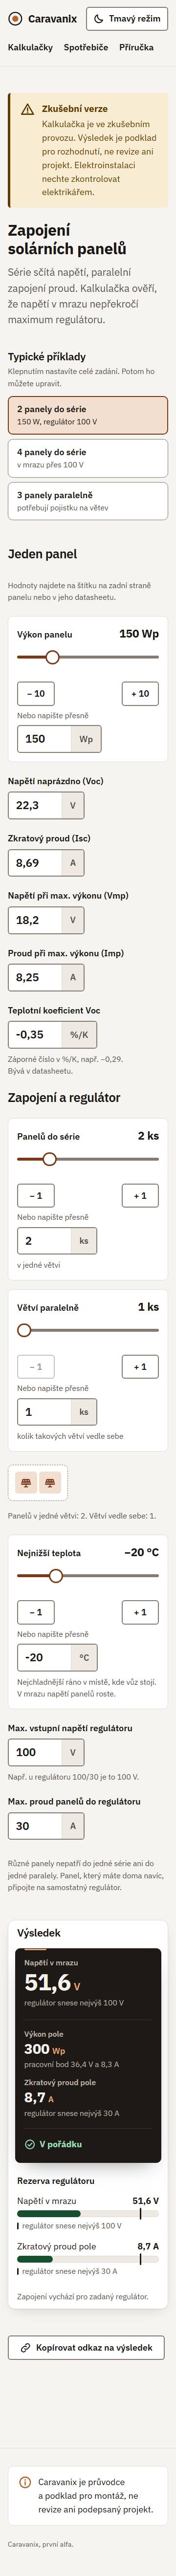 Caravanix
Tmavý režim
Kalkulačky Spotřebiče Příručka
Zkušební verze
Kalkulačka je ve zkušebním
provozu. Výsledek je podklad
pro rozhodnutí, ne revize ani
projekt. Elektroinstalaci
nechte zkontrolovat
elektrikářem.
Zapojení
solárních panelů
Série sčítá napětí, paralelní
zapojení proud. Kalkulačka ověří,
že napětí v mrazu nepřekročí
maximum regulátoru.
Typické příklady
Klepnutím nastavíte celé zadání. Potom ho
můžete upravit.
2 panely do série
150 W, regulátor 100 V
4 panely do série
v mrazu přes 100 V
3 panely paralelně
potřebují pojistku na větev
Jeden panel
Hodnoty najdete na štítku na zadní straně
panelu nebo v jeho datasheetu.
Výkon panelu 150 Wp
− 10 + 10
Nebo napište přesně
150 Wp
Napětí naprázdno (Voc)
22,3 V
Zkratový proud (Isc)
8,69 A
Napětí při max. výkonu (Vmp)
18,2 V
Proud při max. výkonu (Imp)
8,25 A
Teplotní koeficient Voc
-0,35 %/K
Záporné číslo v %/K, např. −0,29.
Bývá v datasheetu.
Zapojení a regulátor
Panelů do série 2 ks
− 1 + 1
Nebo napište přesně
2 ks
v jedné větvi
Větví paralelně 1 ks
− 1 + 1
Nebo napište přesně
1 ks
kolik takových větví vedle sebe
Panelů v jedné větvi: 2. Větví vedle sebe: 1.
Nejnižší teplota −20 °C
− 1 + 1
Nebo napište přesně
-20 °C
Nejchladnější ráno v místě, kde vůz stojí.
V mrazu napětí panelů roste.
Max. vstupní napětí regulátoru
100 V
Např. u regulátoru 100/30 je to 100 V.
Max. proud panelů do regulátoru
30 A
Různé panely nepatří do jedné série ani do
jedné paralely. Panel, který máte doma navíc,
připojte na samostatný regulátor.
Výsledek
Napětí v mrazu
51,6 V
regulátor snese nejvýš 100 V
Výkon pole
300 Wp
pracovní bod 36,4 V a 8,3 A
Zkratový proud pole
8,7 A
regulátor snese nejvýš 30 A
V pořádku
Rezerva regulátoru
Napětí v mrazu 51,6 V
regulátor snese nejvýš 100 V
Zkratový proud pole 8,7 A
regulátor snese nejvýš 30 A
Zapojení vychází pro zadaný regulátor.
Kopírovat odkaz na výsledek
Caravanix je průvodce
a podklad pro montáž, ne
revize ani podepsaný projekt.
Caravanix, první alfa.